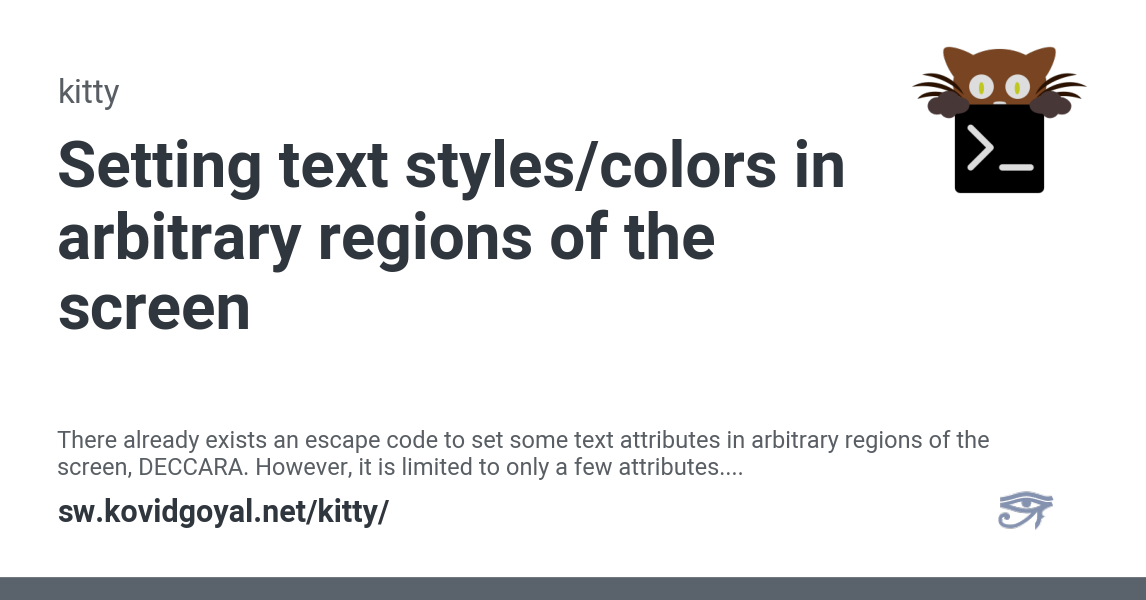 kitty
Setting text styles/colors in
arbitrary regions of the
screen
There already exists an escape code to set some text attributes in arbitrary regions of the
screen, DECCARA. However, it is limited to only a few attributes....
sw.kovidgoyal.net/kitty/